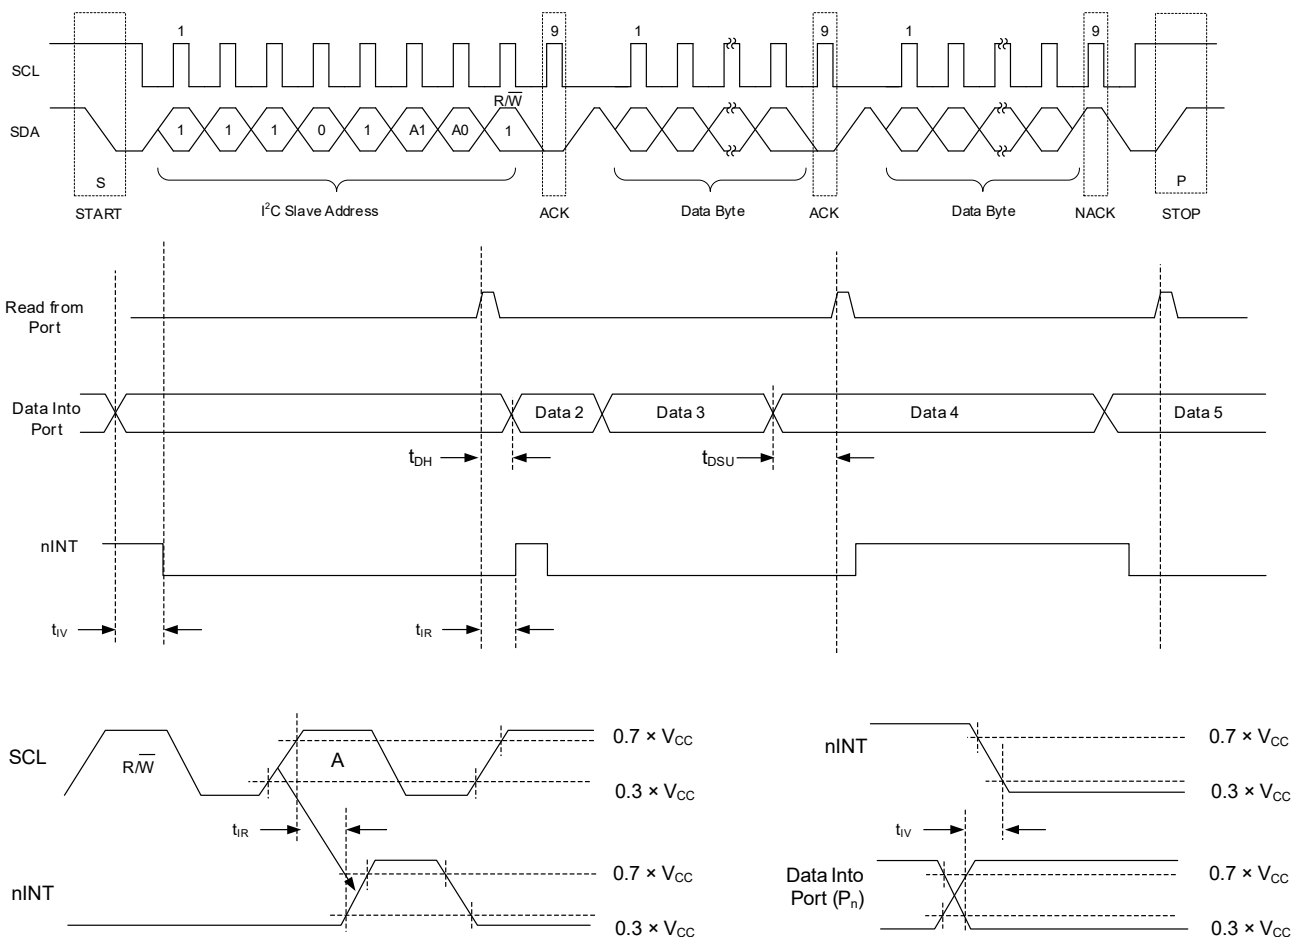 1 9 1 9 1 9
SCL
R/W̅
SDA 1 1 1 0 1 A1 A0 1
S P
START I²C Slave Address ACK Data Byte ACK Data Byte NACK STOP
Read from
Port
Data Into
Port
Data 2 Data 3 Data 4 Data 5
tDH tDSU
nINT
tIV tIR
SCL R/W̅ A 0.7 × VCC
0.3 × VCC
tIR
nINT 0.7 × VCC
0.3 × VCC
nINT 0.7 × VCC
0.3 × VCC
tIV
Data Into
Port (Pn)
0.7 × VCC
0.3 × VCC